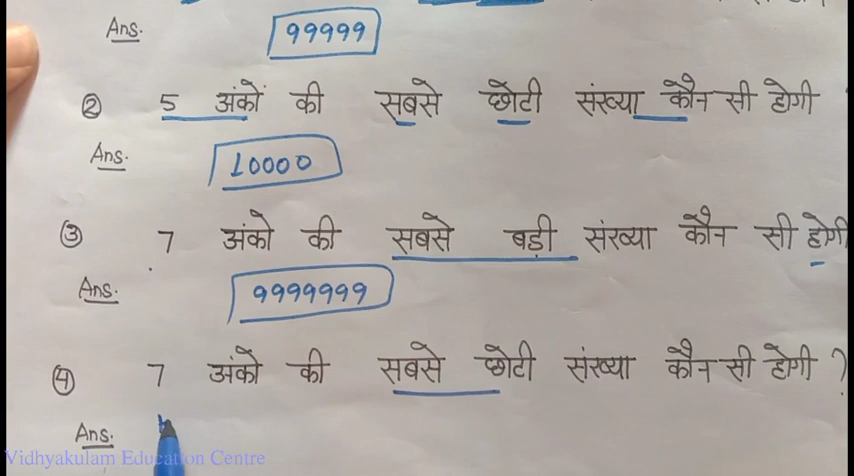 Ans. 99999
② 5 अंकों की सबसे छोटी संख्या कौन सी होगी
Ans. 10000
③ 7 अंको की सबसे बड़ी संख्या कौन सी होगी
Ans. 9999999
④ 7 अंको की सबसे छोटी संख्या कौन सी होगी ?
Ans.
Vidhyakulam Education Centre